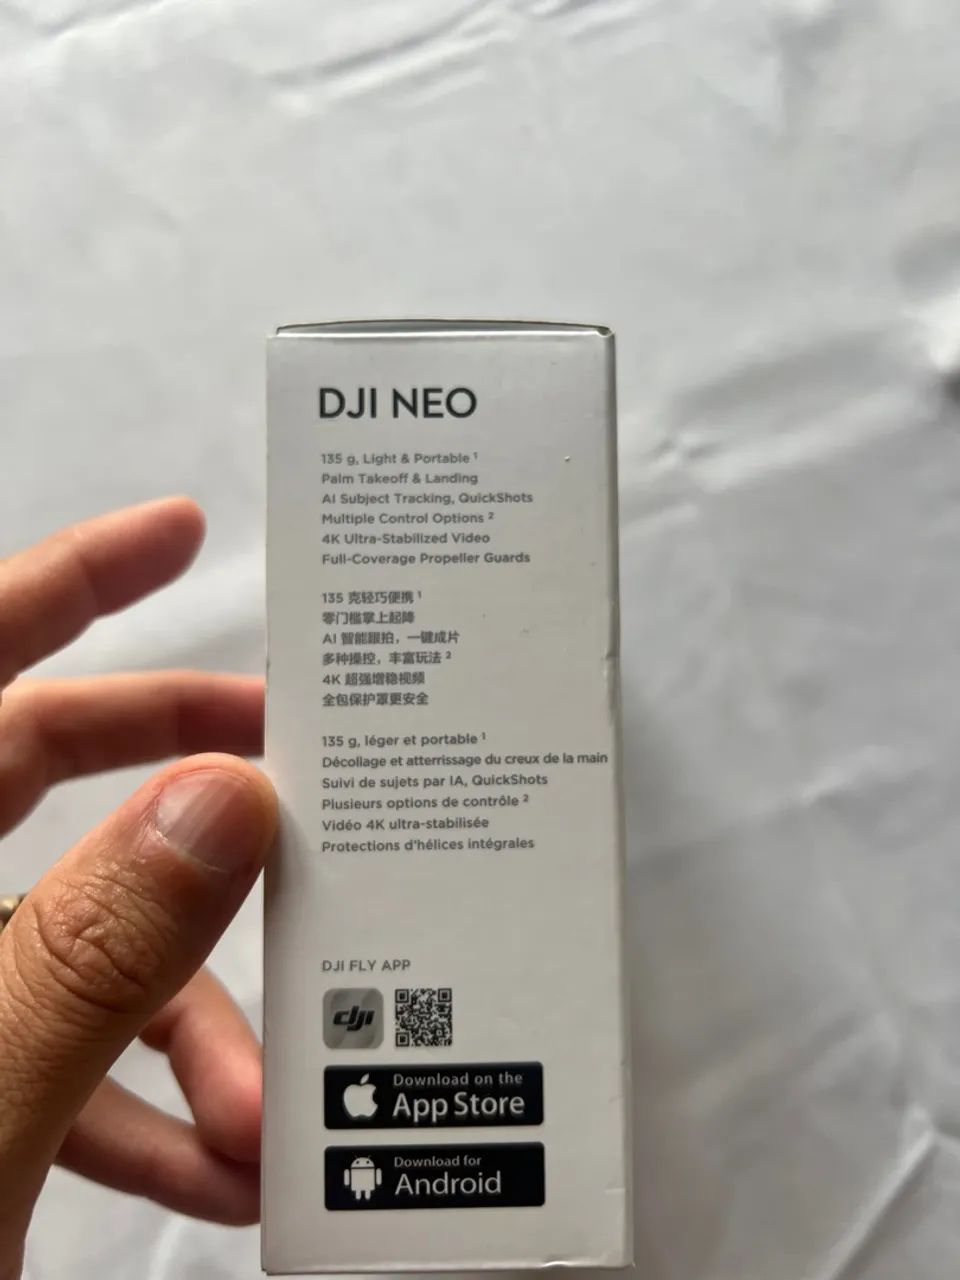 DJI NEO
135 g, Light & Portable ¹
Palm Takeoff & Landing
AI Subject Tracking, QuickShots
Multiple Control Options ²
4K Ultra-Stabilized Video
Full-Coverage Propeller Guards
135 克轻巧便携 ¹
零门槛掌上起降
AI 智能跟拍，一键成片
多种操控，丰富玩法 ²
4K 超强增稳视频
全包保护罩更安全
135 g, léger et portable ¹
Décollage et atterrissage du creux de la main
Suivi de sujets par IA, QuickShots
Plusieurs options de contrôle ²
Vidéo 4K ultra-stabilisée
Protections d'hélices intégrales
DJI FLY APP
dji
Download on the
App Store
Download for
Android